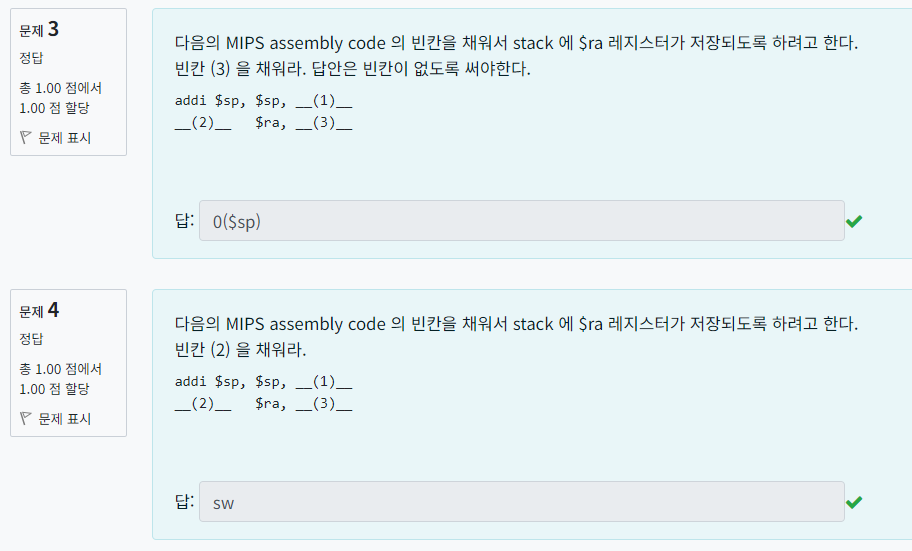 문제 3
정답
총 1.00 점에서
1.00 점 할당
문제 표시
다음의 MIPS assembly code 의 빈칸을 채워서 stack 에 $ra 레지스터가 저장되도록 하려고 한다.
빈칸 (3) 을 채워라. 답안은 빈칸이 없도록 써야한다.
addi $sp, $sp, __(1)__
__(2)__   $ra, __(3)__
답: 0($sp)
문제 4
정답
총 1.00 점에서
1.00 점 할당
문제 표시
다음의 MIPS assembly code 의 빈칸을 채워서 stack 에 $ra 레지스터가 저장되도록 하려고 한다.
빈칸 (2) 을 채워라.
addi $sp, $sp, __(1)__
__(2)__   $ra, __(3)__
답: sw